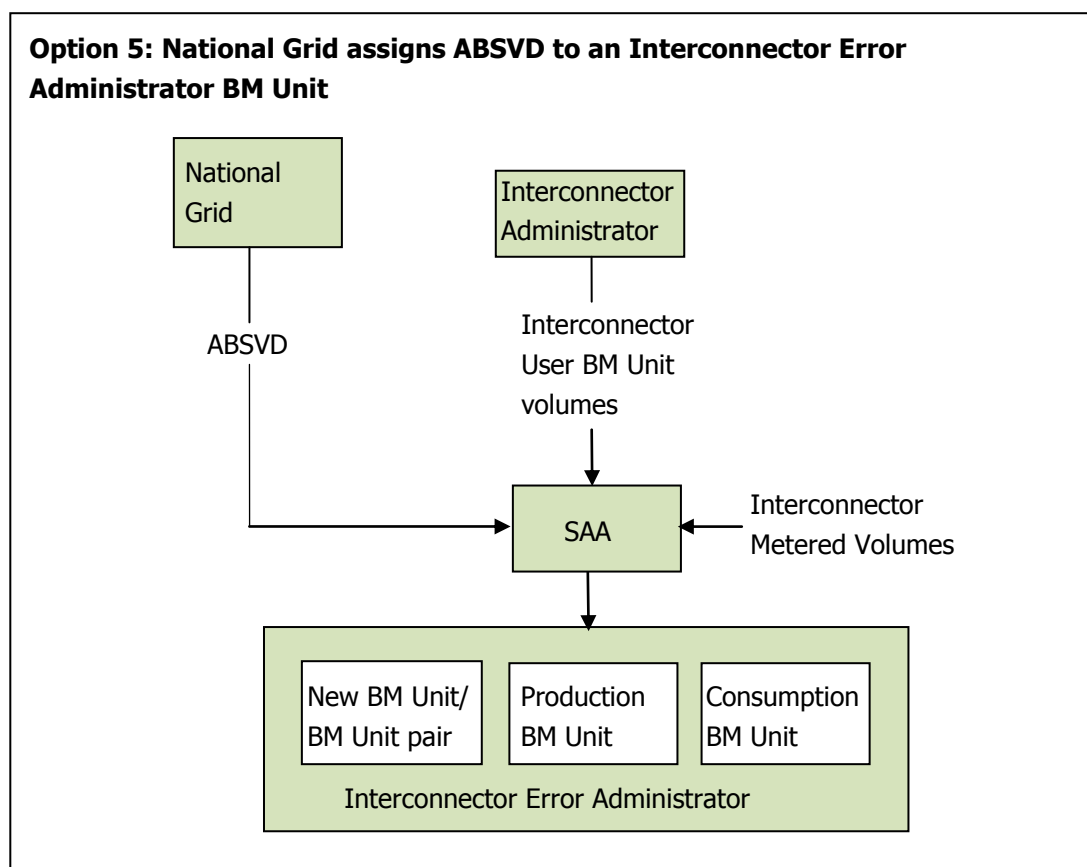 Option 5: National Grid assigns ABSVD to an Interconnector Error
Administrator BM Unit
National
Grid
Interconnector
Administrator
ABSVD
Interconnector
User BM Unit
volumes
SAA
Interconnector
Metered Volumes
New BM Unit/
BM Unit pair
Production
BM Unit
Consumption
BM Unit
Interconnector Error Administrator